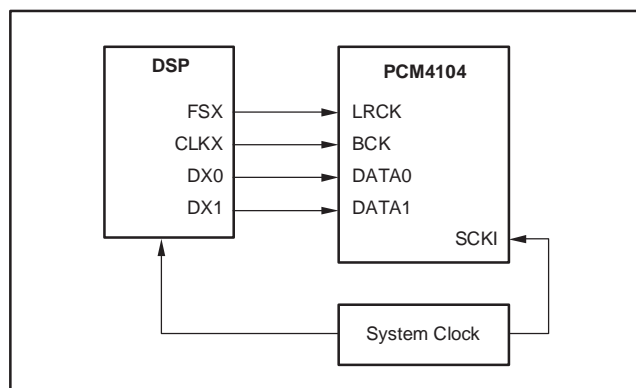 DSP
FSX
CLKX
DX0
DX1
PCM4104
LRCK
BCK
DATA0
DATA1
SCKI
System Clock